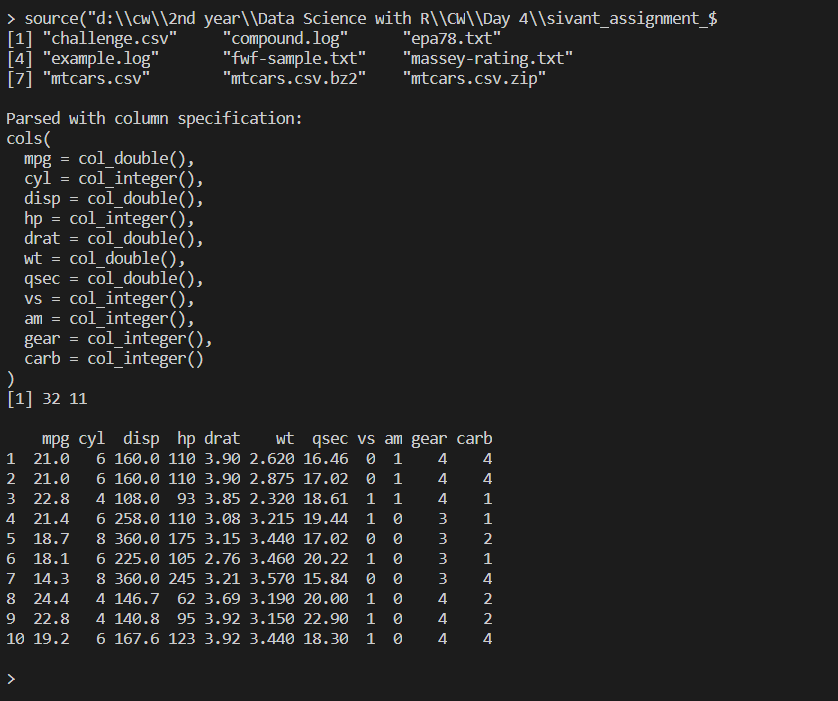 > source("d:\\cw\\2nd year\\Data Science with R\\CW\\Day 4\\sivant_assignment_$
[1] "challenge.csv"     "compound.log"      "epa78.txt"
[4] "example.log"       "fwf-sample.txt"    "massey-rating.txt"
[7] "mtcars.csv"        "mtcars.csv.bz2"    "mtcars.csv.zip"
Parsed with column specification:
cols(
  mpg = col_double(),
  cyl = col_integer(),
  disp = col_double(),
  hp = col_integer(),
  drat = col_double(),
  wt = col_double(),
  qsec = col_double(),
  vs = col_integer(),
  am = col_integer(),
  gear = col_integer(),
  carb = col_integer()
)
[1] 32 11
    mpg cyl  disp  hp drat    wt  qsec vs am gear carb
1  21.0   6 160.0 110 3.90 2.620 16.46  0  1    4    4
2  21.0   6 160.0 110 3.90 2.875 17.02  0  1    4    4
3  22.8   4 108.0  93 3.85 2.320 18.61  1  1    4    1
4  21.4   6 258.0 110 3.08 3.215 19.44  1  0    3    1
5  18.7   8 360.0 175 3.15 3.440 17.02  0  0    3    2
6  18.1   6 225.0 105 2.76 3.460 20.22  1  0    3    1
7  14.3   8 360.0 245 3.21 3.570 15.84  0  0    3    4
8  24.4   4 146.7  62 3.69 3.190 20.00  1  0    4    2
9  22.8   4 140.8  95 3.92 3.150 22.90  1  0    4    2
10 19.2   6 167.6 123 3.92 3.440 18.30  1  0    4    4
>